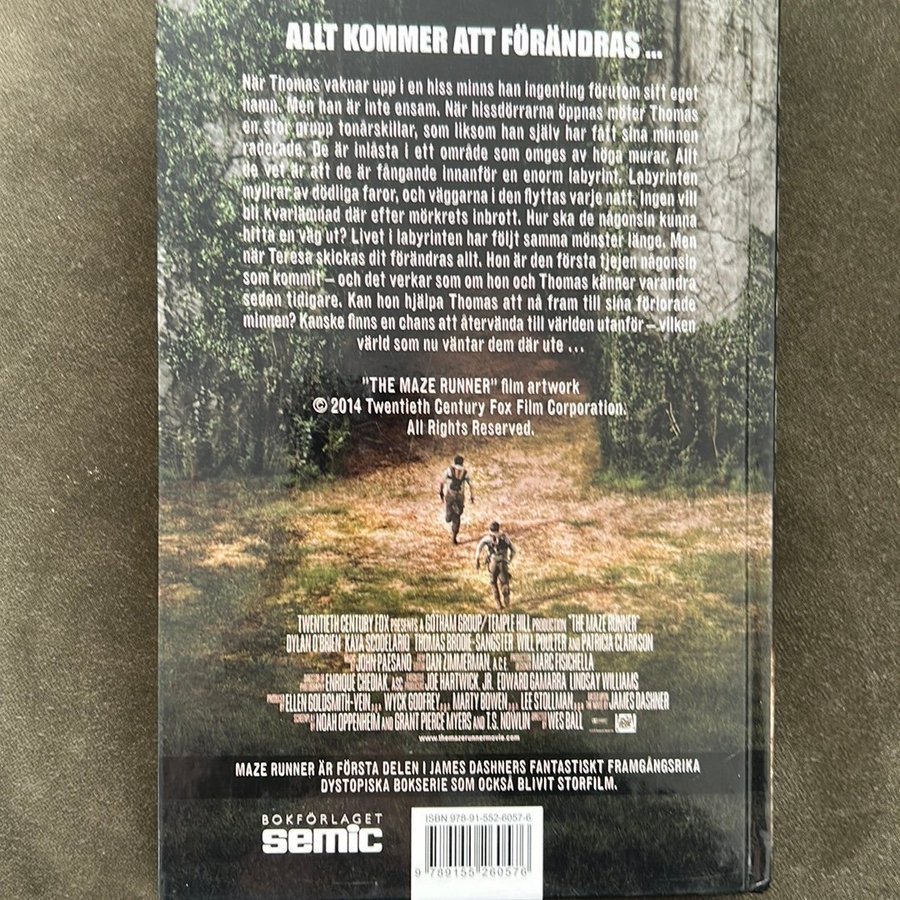 ALLT KOMMER ATT FÖRÄNDRAS ...
När Thomas vaknar upp i en hiss minns han ingenting förutom sitt eget
namn. Men han är inte ensam. När hissdörrarna öppnas möter Thomas
en stor grupp tonårskillar, som liksom han själv har fått sina minnen
raderade. De är inlåsta i ett område som omges av höga murar. Allt
de vet är att de är fångande innanför en enorm labyrint. Labyrinten
myllrar av dödliga faror, och väggarna i den flyttas varje natt. Ingen vill
bli kvarlämnad där efter mörkrets inbrott. Hur ska de någonsin kunna
hitta en väg ut? Livet i labyrinten har följt samma mönster länge. Men
när Teresa skickas dit förändras allt. Hon är den första tjejen någonsin
som kommit – och det verkar som om hon och Thomas känner varandra
sedan tidigare. Kan hon hjälpa Thomas att nå fram till sina förlorade
minnen? Kanske finns en chans att återvända till världen utanför – vilken
värld som nu väntar dem där ute ...
"THE MAZE RUNNER" film artwork
© 2014 Twentieth Century Fox Film Corporation.
All Rights Reserved.
TWENTIETH CENTURY FOX PRESENTS A GOTHAM GROUP/TEMPLE HILL PRODUCTION "THE MAZE RUNNER"
DYLAN O'BRIEN KAYA SCODELARIO THOMAS BRODIE-SANGSTER WILL POULTER AND PATRICIA CLARKSON
JOHN PAESANO DAN ZIMMERMAN, A.C.E. MARC FISICHELLA
ENRIQUE CHEDIAK, ASC JOE HARTWICK, JR. EDWARD GAMARRA LINDSAY WILLIAMS
ELLEN GOLDSMITH-VEIN WYCK GODFREY MARTY BOWEN LEE STOLLMAN JAMES DASHNER
NOAH OPPENHEIM AND GRANT PIERCE MYERS AND T.S. NOWLIN WES BALL
www.themazerunnermovie.com
MAZE RUNNER ÄR FÖRSTA DELEN I JAMES DASHNERS FANTASTISKT FRAMGÅNGSRIKA
DYSTOPISKA BOKSERIE SOM OCKSÅ BLIVIT STORFILM.
BOKFÖRLAGET
semic
ISBN 978-91-552-6057-6
9 789155 260576